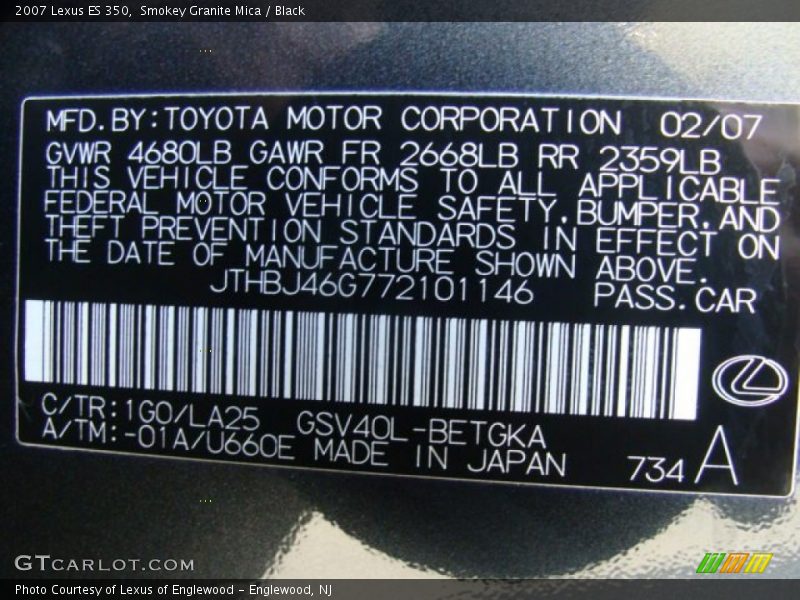 2007 Lexus ES 350, Smokey Granite Mica / Black
MFD.BY:TOYOTA MOTOR CORPORATION 02/07
GVWR 4680LB GAWR FR 2668LB RR 2359LB
THIS VEHICLE CONFORMS TO ALL APPLICABLE
FEDERAL MOTOR VEHICLE SAFETY,BUMPER,AND
THEFT PREVENTION STANDARDS IN EFFECT ON
THE DATE OF MANUFACTURE SHOWN ABOVE.
JTHBJ46G772101146 PASS.CAR
C/TR:1G0/LA25 GSV40L-BETGKA
A/TM:-01A/U660E MADE IN JAPAN 734 A
GTCARLOT.COM
Photo Courtesy of Lexus of Englewood - Englewood, NJ